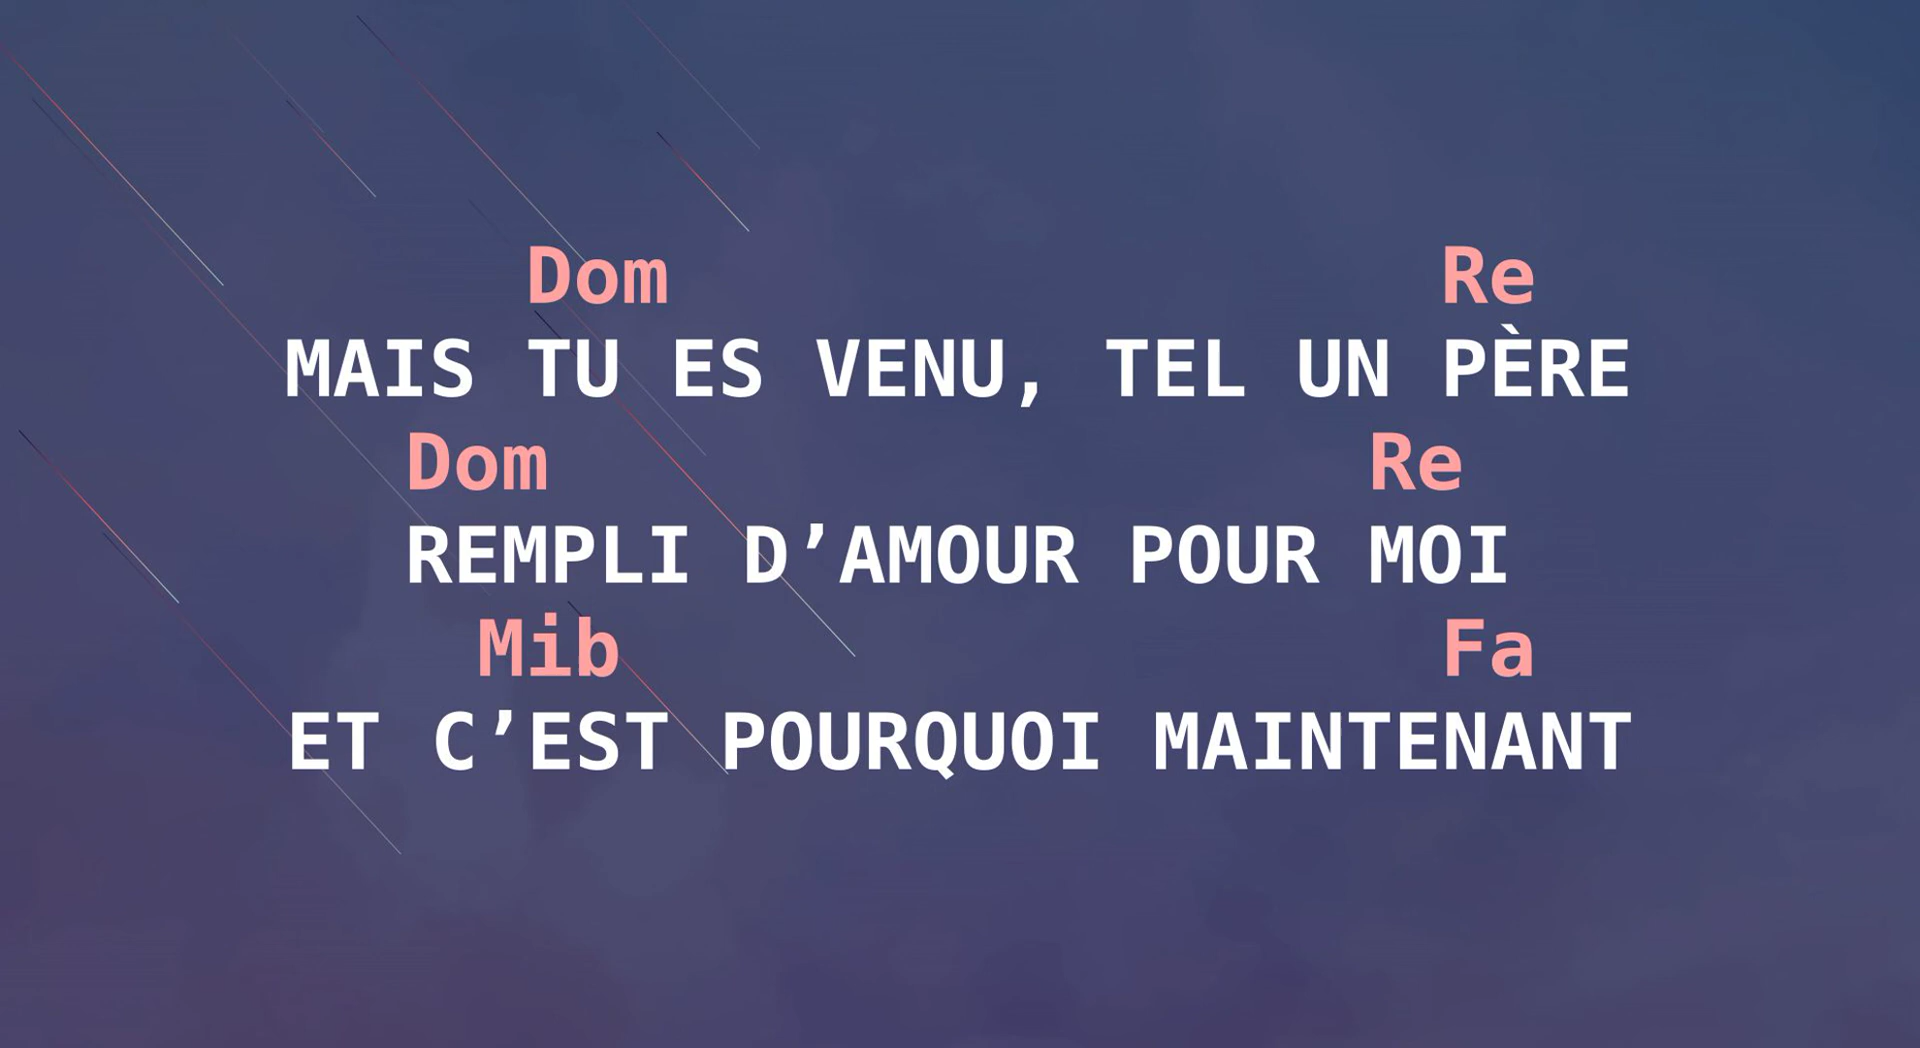 Dom Re
MAIS TU ES VENU, TEL UN PÈRE
Dom Re
REMPLI D’AMOUR POUR MOI
Mib Fa
ET C’EST POURQUOI MAINTENANT